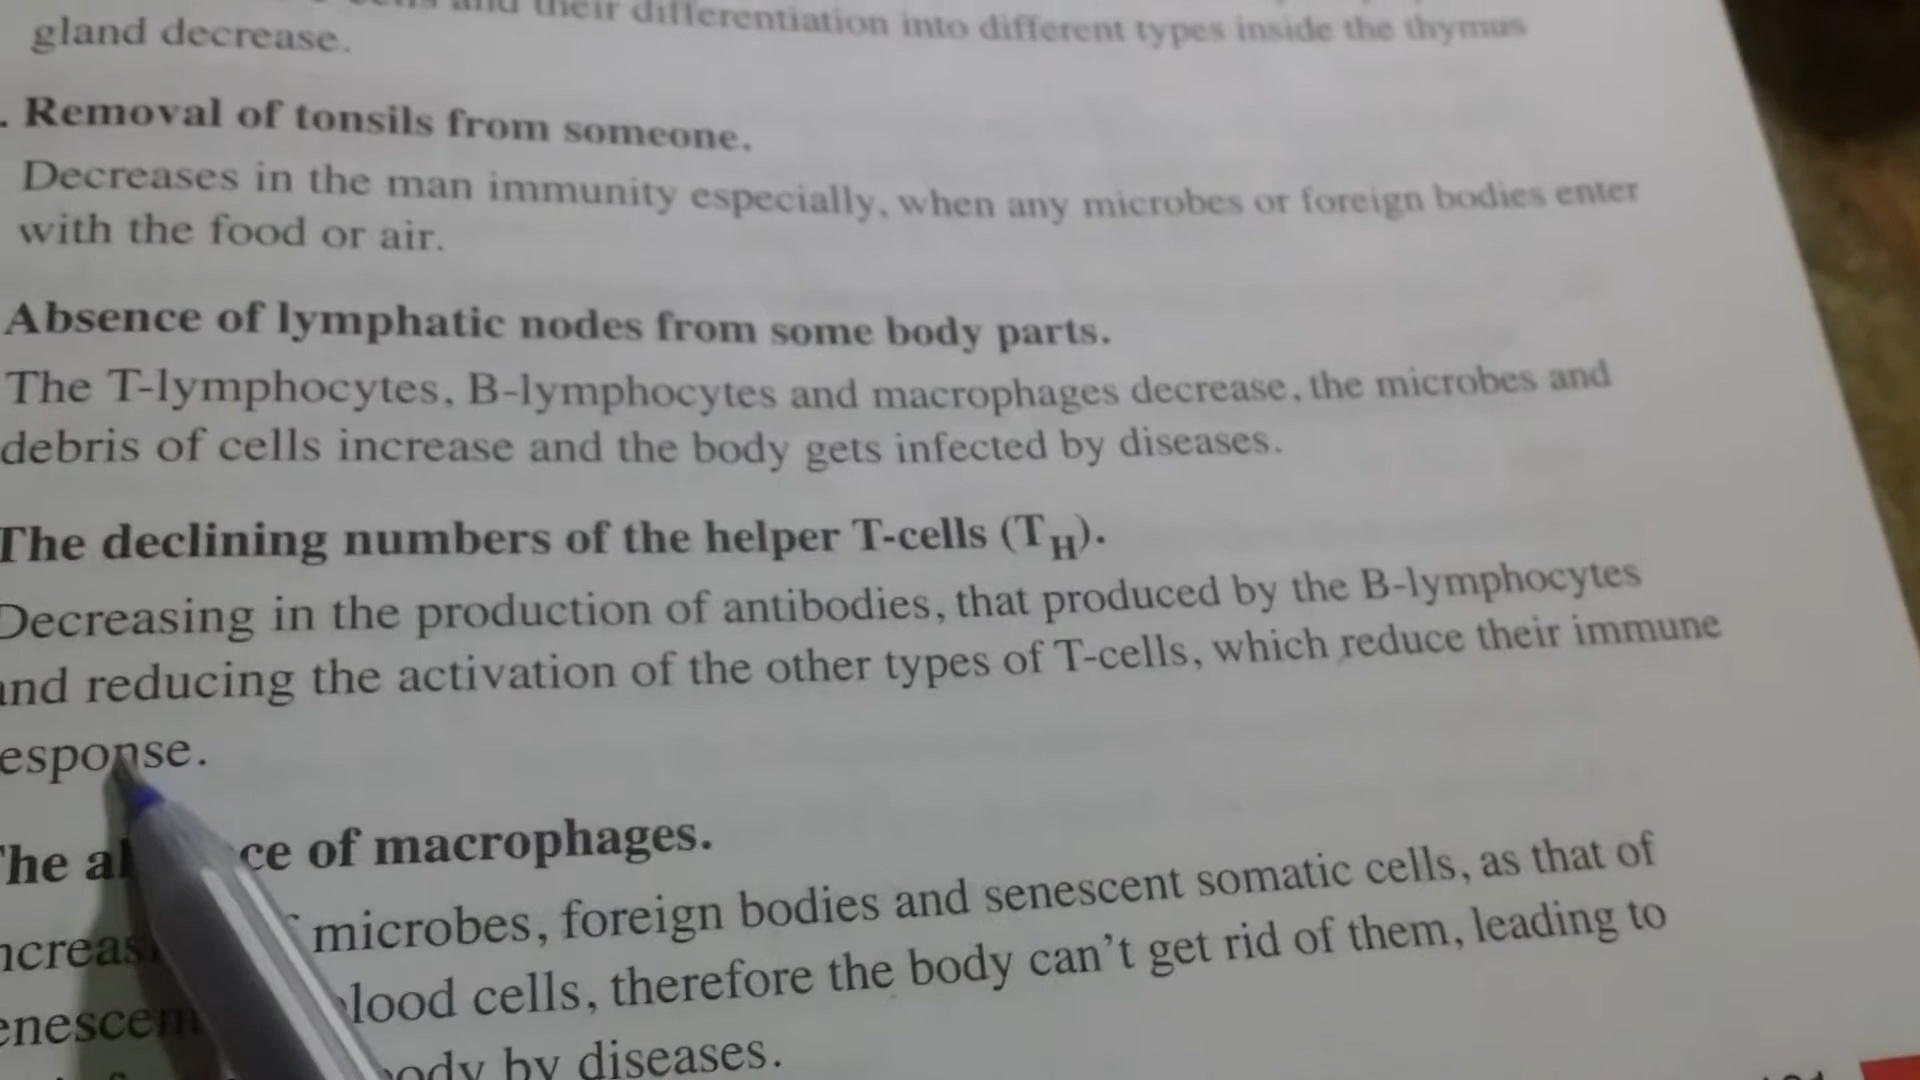 and their differentiation into different types inside the thymus
gland decrease.
. Removal of tonsils from someone.
Decreases in the man immunity especially, when any microbes or foreign bodies enter
with the food or air.
Absence of lymphatic nodes from some body parts.
The T-lymphocytes, B-lymphocytes and macrophages decrease, the microbes and
debris of cells increase and the body gets infected by diseases.
The declining numbers of the helper T-cells (TH).
Decreasing in the production of antibodies, that produced by the B-lymphocytes
and reducing the activation of the other types of T-cells, which reduce their immune
esponse.
The a ce of macrophages.
ncreas microbes, foreign bodies and senescent somatic cells, as that of
enescen lood cells, therefore the body can't get rid of them, leading to
ody by diseases.